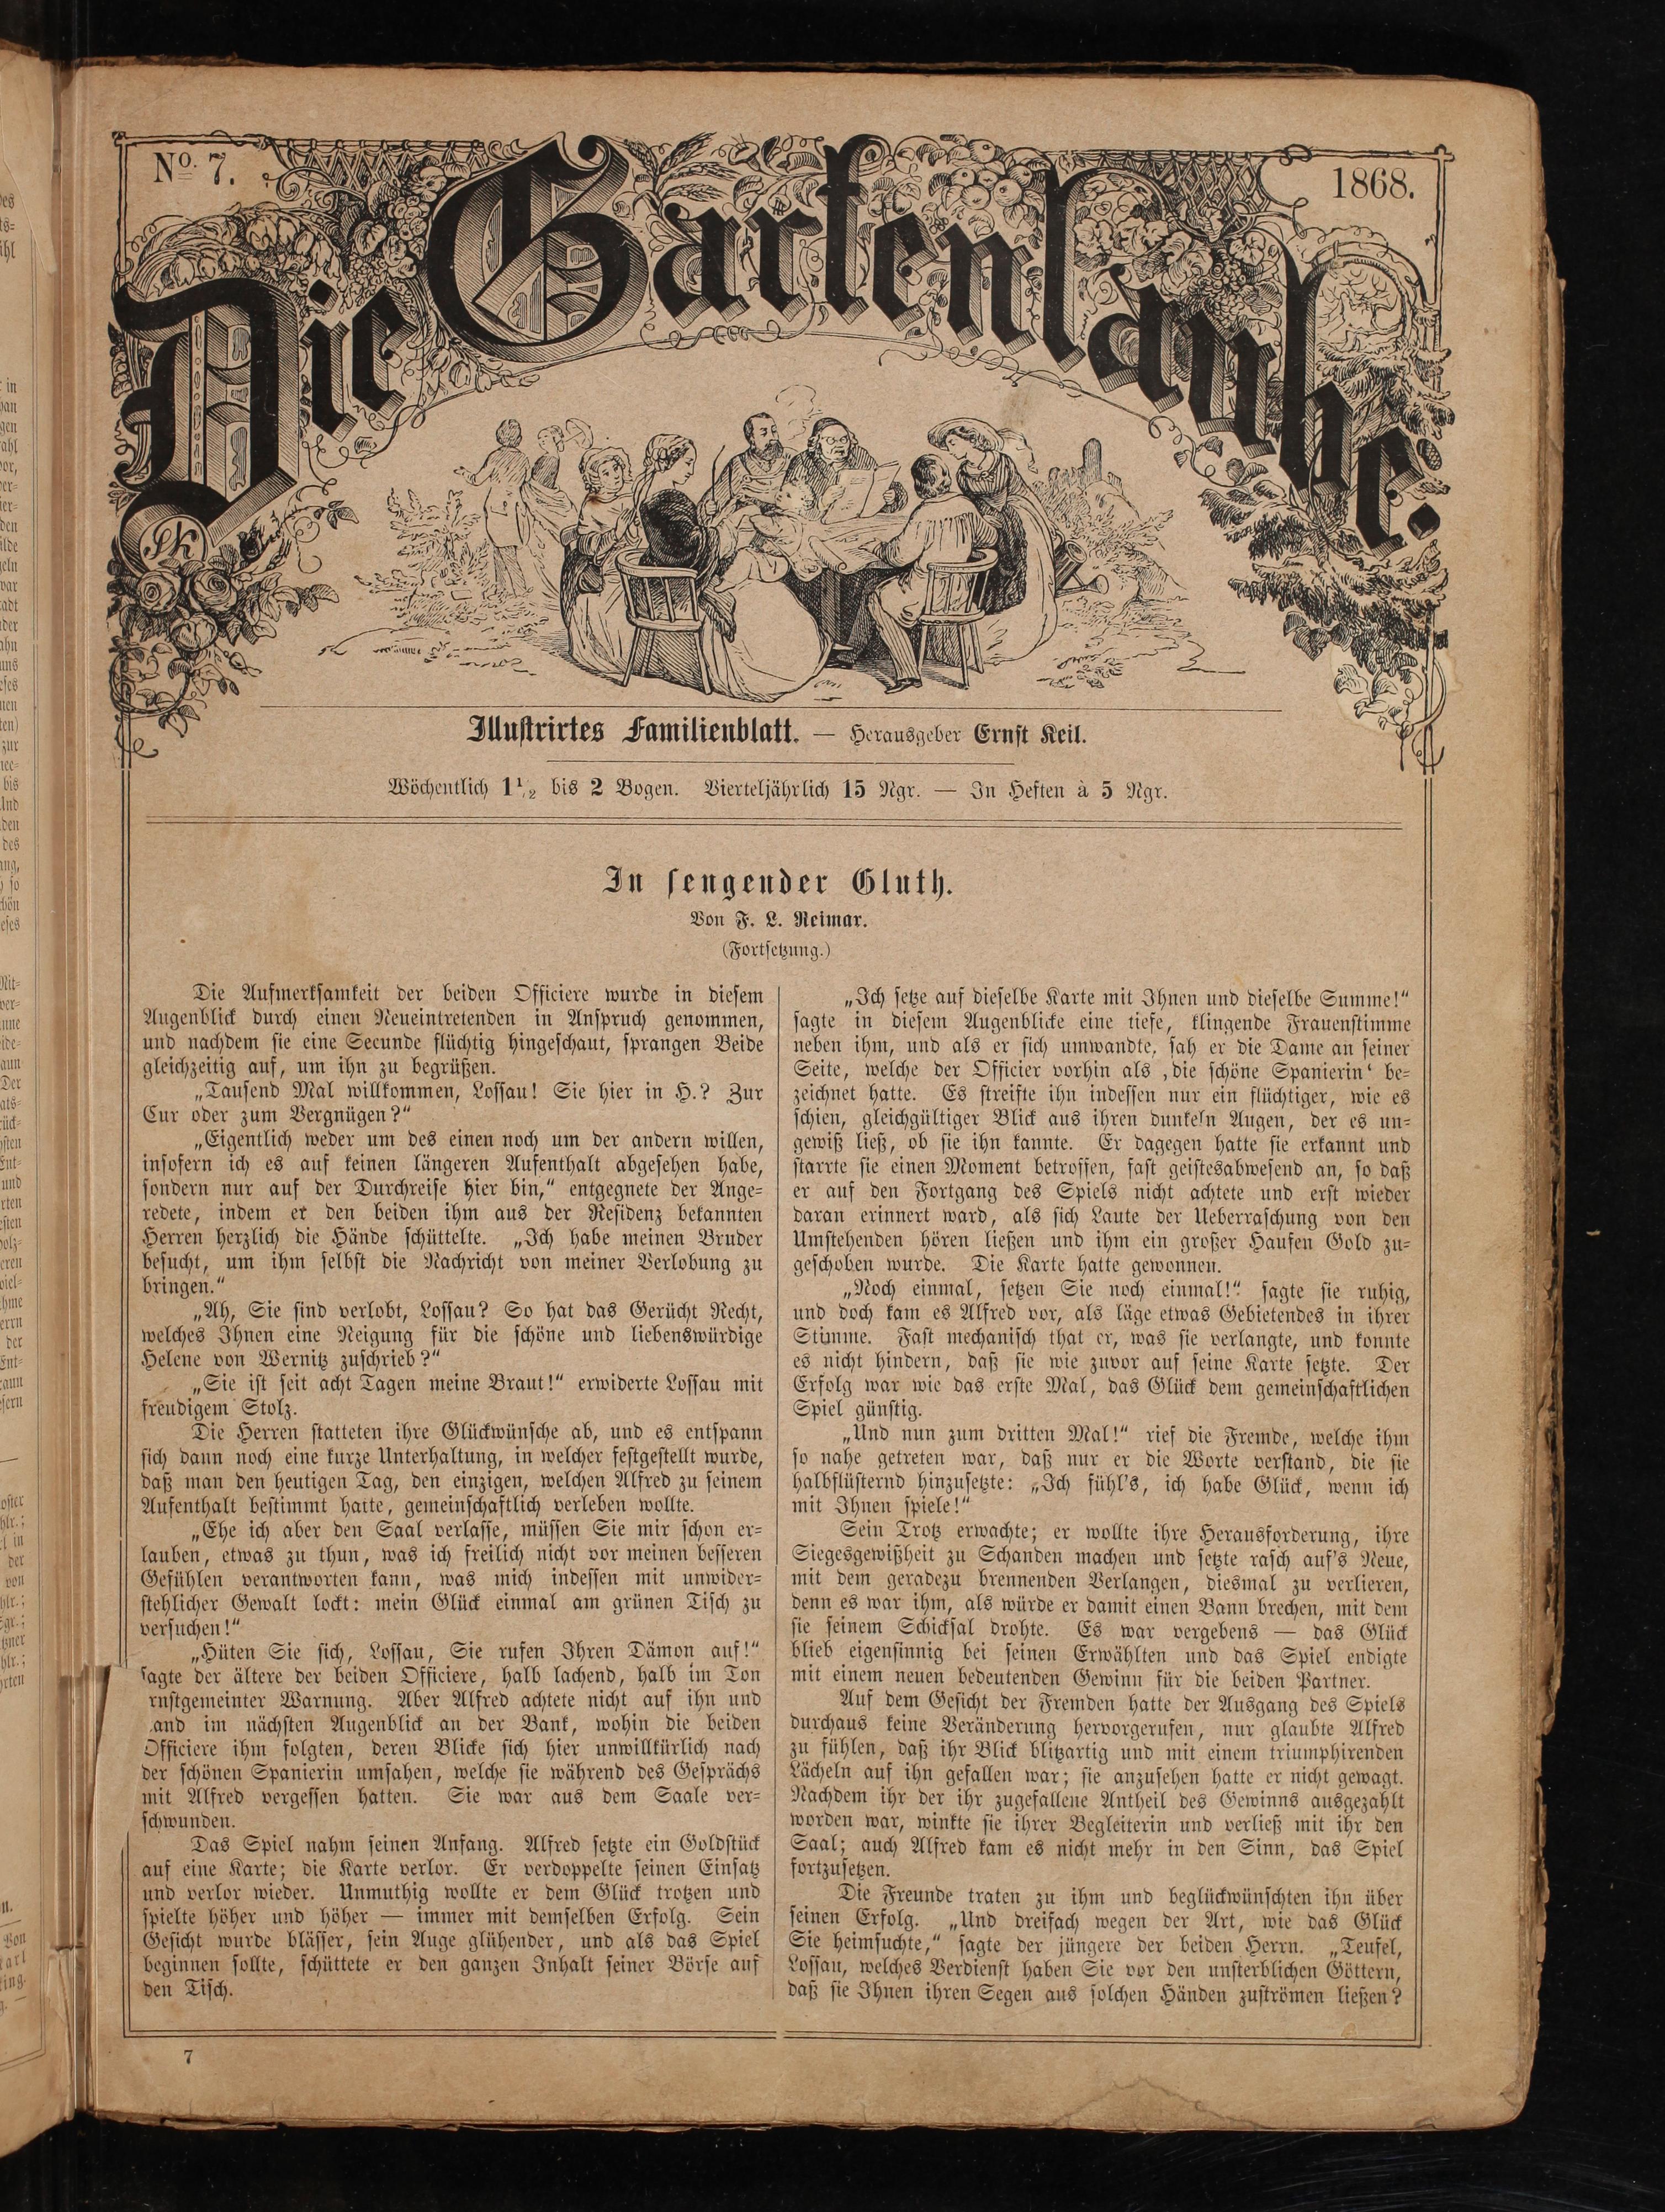 No. 7.
1868.
Die Gartenlaube.
Illustrirtes Familienblatt. — Herausgeber Ernst Keil.
Wöchentlich 1½ bis 2 Bogen. Vierteljährlich 15 Ngr. — In Heften à 5 Ngr.
In sengender Gluth.
Von F. L. Reimar.
(Fortsetzung.)
Die Aufmerksamkeit der beiden Officiere wurde in diesem
Augenblick durch einen Neueintretenden in Anspruch genommen,
und nachdem sie eine Secunde flüchtig hingeschaut, sprangen Beide
gleichzeitig auf, um ihn zu begrüßen.
„Tausend Mal willkommen, Lossau! Sie hier in H.? Zur
Cur oder zum Vergnügen?“
„Eigentlich weder um des einen noch um der andern willen,
insofern ich es auf keinen längeren Aufenthalt abgesehen habe,
sondern nur auf der Durchreise hier bin,“ entgegnete der Ange-
redete, indem er den beiden ihm aus der Residenz bekannten
Herren herzlich die Hände schüttelte. „Ich habe meinen Bruder
besucht, um ihm selbst die Nachricht von meiner Verlobung zu
bringen.“
„Ah, Sie sind verlobt, Lossau? So hat das Gerücht Recht,
welches Ihnen eine Neigung für die schöne und liebenswürdige
Helene von Wernitz zuschrieb?“
„Sie ist seit acht Tagen meine Braut!“ erwiderte Lossau mit
freudigem Stolz.
Die Herren statteten ihre Glückwünsche ab, und es entspann
sich dann noch eine kurze Unterhaltung, in welcher festgestellt wurde,
daß man den heutigen Tag, den einzigen, welchen Alfred zu seinem
Aufenthalt bestimmt hatte, gemeinschaftlich verleben wollte.
„Ehe ich aber den Saal verlasse, müssen Sie mir schon er-
lauben, etwas zu thun, was ich freilich nicht vor meinen besseren
Gefühlen verantworten kann, was mich indessen mit unwider-
stehlicher Gewalt lockt: mein Glück einmal am grünen Tisch zu
versuchen!“
„Hüten Sie sich, Lossau, Sie rufen Ihren Dämon auf!“
sagte der ältere der beiden Officiere, halb lachend, halb im Ton
rnstgemeinter Warnung. Aber Alfred achtete nicht auf ihn und
and im nächsten Augenblick an der Bank, wohin die beiden
Officiere ihm folgten, deren Blicke sich hier unwillkürlich nach
der schönen Spanierin umsahen, welche sie während des Gesprächs
mit Alfred vergessen hatten. Sie war aus dem Saale ver-
schwunden.
Das Spiel nahm seinen Anfang. Alfred setzte ein Goldstück
auf eine Karte; die Karte verlor. Er verdoppelte seinen Einsatz
und verlor wieder. Unmuthig wollte er dem Glück trotzen und
spielte höher und höher — immer mit demselben Erfolg. Sein
Gesicht wurde blässer, sein Auge glühender, und als das Spiel
beginnen sollte, schüttete er den ganzen Inhalt seiner Börse auf
den Tisch.
„Ich setze auf dieselbe Karte mit Ihnen und dieselbe Summe!“
sagte in diesem Augenblicke eine tiefe, klingende Frauenstimme
neben ihm, und als er sich umwandte, sah er die Dame an seiner
Seite, welche der Officier vorhin als ‚die schöne Spanierin‘ be-
zeichnet hatte. Es streifte ihn indessen nur ein flüchtiger, wie es
schien, gleichgültiger Blick aus ihren dunkeln Augen, der es un-
gewiß ließ, ob sie ihn kannte. Er dagegen hatte sie erkannt und
starrte sie einen Moment betroffen, fast geistesabwesend an, so daß
er auf den Fortgang des Spiels nicht achtete und erst wieder
daran erinnert ward, als sich Laute der Ueberraschung von den
Umstehenden hören ließen und ihm ein großer Haufen Gold zu-
geschoben wurde. Die Karte hatte gewonnen.
„Noch einmal, setzen Sie noch einmal!“ sagte sie ruhig,
und doch kam es Alfred vor, als läge etwas Gebietendes in ihrer
Stimme. Fast mechanisch that er, was sie verlangte, und konnte
es nicht hindern, daß sie wie zuvor auf seine Karte setzte. Der
Erfolg war wie das erste Mal, das Glück dem gemeinschaftlichen
Spiel günstig.
„Und nun zum dritten Mal!“ rief die Fremde, welche ihm
so nahe getreten war, daß nur er die Worte verstand, die sie
halbflüsternd hinzusetzte: „Ich fühl's, ich habe Glück, wenn ich
mit Ihnen spiele!“
Sein Trotz erwachte; er wollte ihre Herausforderung, ihre
Siegesgewißheit zu Schanden machen und setzte rasch auf's Neue,
mit dem geradezu brennenden Verlangen, diesmal zu verlieren,
denn es war ihm, als würde er damit einen Bann brechen, mit dem
sie seinem Schicksal drohte. Es war vergebens — das Glück
blieb eigensinnig bei seinen Erwählten und das Spiel endigte
mit einem neuen bedeutenden Gewinn für die beiden Partner.
Auf dem Gesicht der Fremden hatte der Ausgang des Spiels
durchaus keine Veränderung hervorgerufen, nur glaubte Alfred
zu fühlen, daß ihr Blick blitzartig und mit einem triumphirenden
Lächeln auf ihn gefallen war; sie anzusehen hatte er nicht gewagt.
Nachdem ihr der ihr zugefallene Antheil des Gewinns ausgezahlt
worden war, winkte sie ihrer Begleiterin und verließ mit ihr den
Saal; auch Alfred kam es nicht mehr in den Sinn, das Spiel
fortzusetzen.
Die Freunde traten zu ihm und beglückwünschten ihn über
seinen Erfolg. „Und dreifach wegen der Art, wie das Glück
Sie heimsuchte,“ sagte der jüngere der beiden Herrn. „Teufel,
Lossau, welches Verdienst haben Sie vor den unsterblichen Göttern,
daß sie Ihnen ihren Segen aus solchen Händen zuströmen ließen?
7